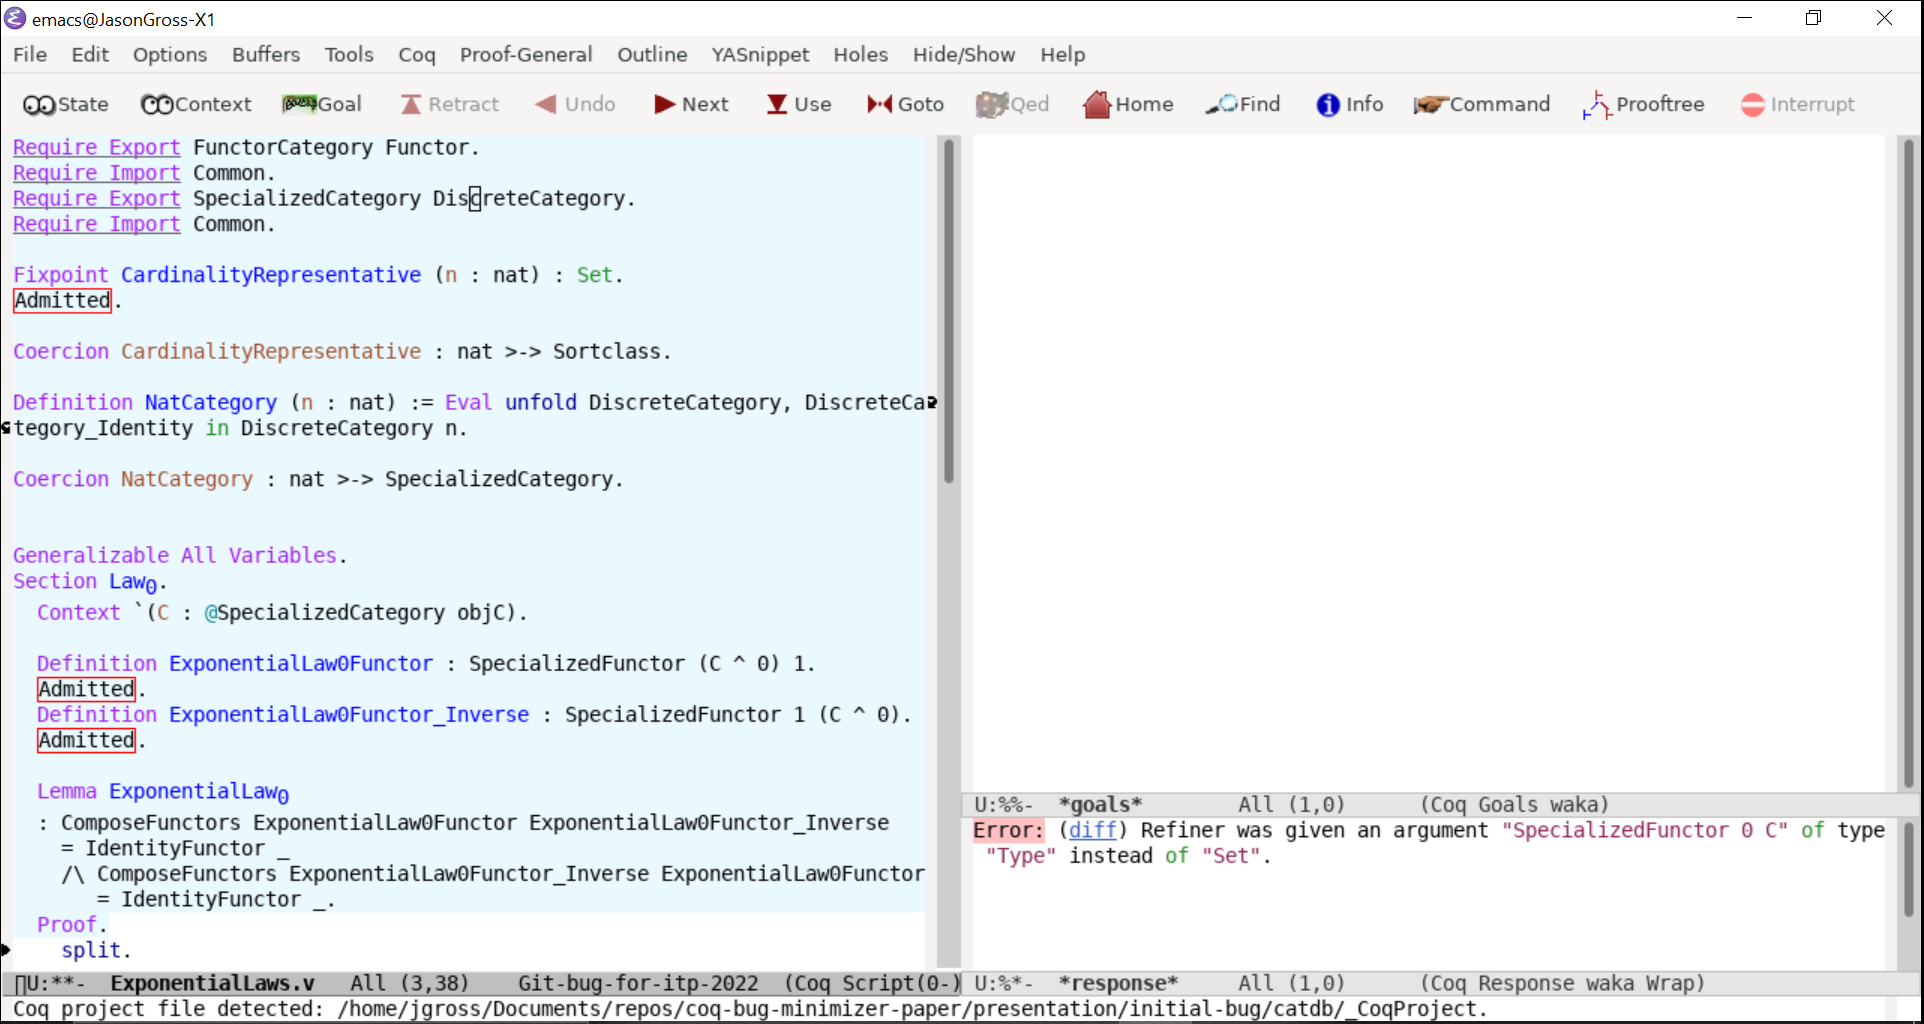 emacs@JasonGross-X1
File Edit Options Buffers Tools Coq Proof-General Outline YASnippet Holes Hide/Show Help
State Context Goal Retract Undo Next Use Goto Qed Home Find Info Command Prooftree Interrupt
Require Export FunctorCategory Functor.
Require Import Common.
Require Export SpecializedCategory DiscreteCategory.
Require Import Common.
Fixpoint CardinalityRepresentative (n : nat) : Set.
Admitted.
Coercion CardinalityRepresentative : nat >-> Sortclass.
Definition NatCategory (n : nat) := Eval unfold DiscreteCategory, DiscreteCa
tegory_Identity in DiscreteCategory n.
Coercion NatCategory : nat >-> SpecializedCategory.
Generalizable All Variables.
Section Law₀.
Context `(C : @SpecializedCategory objC).
Definition ExponentialLaw0Functor : SpecializedFunctor (C ^ 0) 1.
Admitted.
Definition ExponentialLaw0Functor_Inverse : SpecializedFunctor 1 (C ^ 0).
Admitted.
Lemma ExponentialLaw₀
: ComposeFunctors ExponentialLaw0Functor ExponentialLaw0Functor_Inverse
= IdentityFunctor _
/\ ComposeFunctors ExponentialLaw0Functor_Inverse ExponentialLaw0Functor
= IdentityFunctor _.
Proof.
split.
U:**- ExponentialLaws.v All (3,38) Git-bug-for-itp-2022 (Coq Script(0-)
U:%%- *goals* All (1,0) (Coq Goals waka)
Error: (diff) Refiner was given an argument "SpecializedFunctor 0 C" of type
"Type" instead of "Set".
U:%*- *response* All (1,0) (Coq Response waka Wrap)
Coq project file detected: /home/jgross/Documents/repos/coq-bug-minimizer-paper/presentation/initial-bug/catdb/_CoqProject.